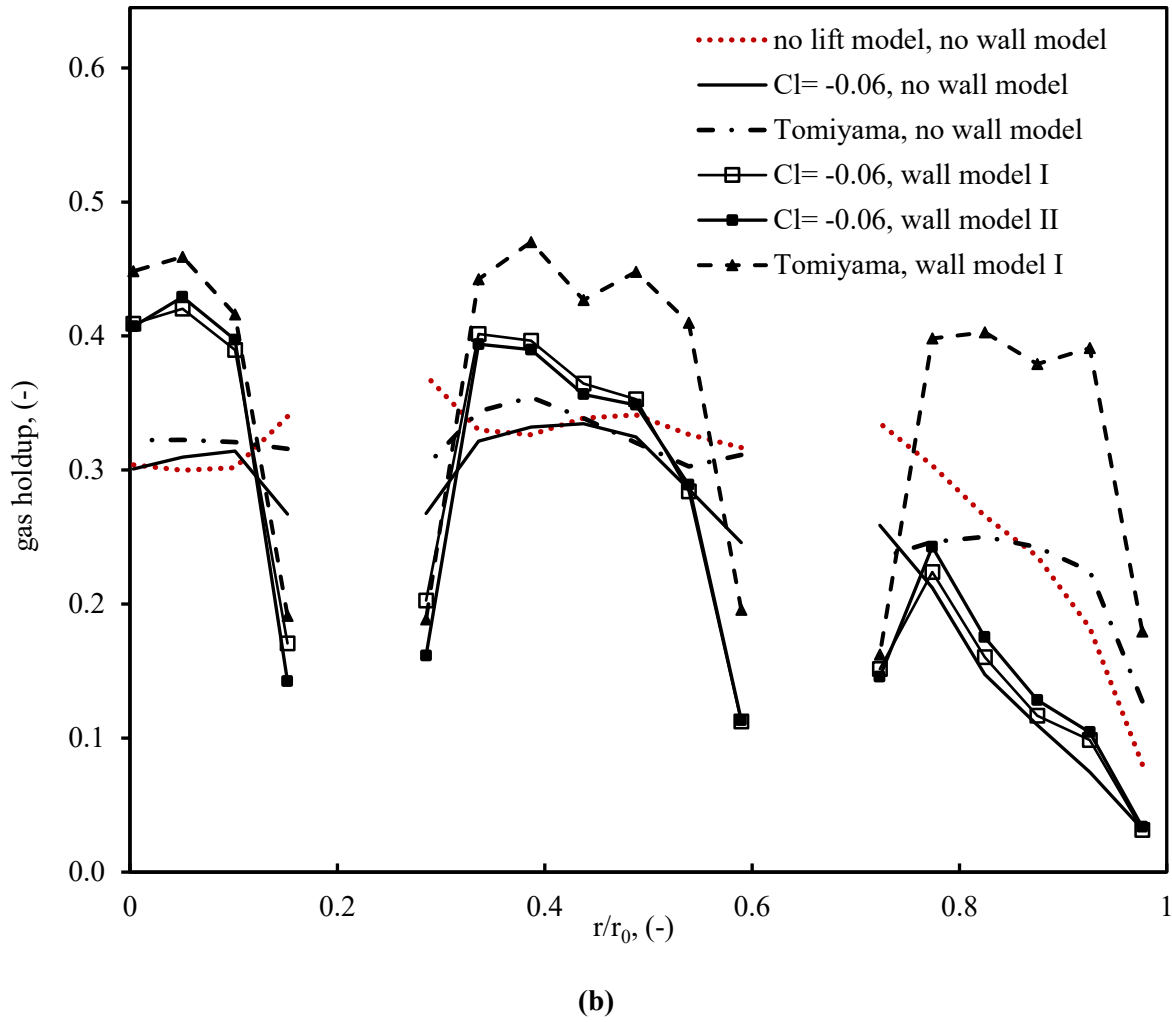 no lift model, no wall model
Cl= -0.06, no wall model
Tomiyama, no wall model
Cl= -0.06, wall model I
Cl= -0.06, wall model II
Tomiyama, wall model I
gas holdup, (-)
0.6
0.5
0.4
0.3
0.2
0.1
0.0
0 0.2 0.4 0.6 0.8 1
r/r0, (-)
(b)